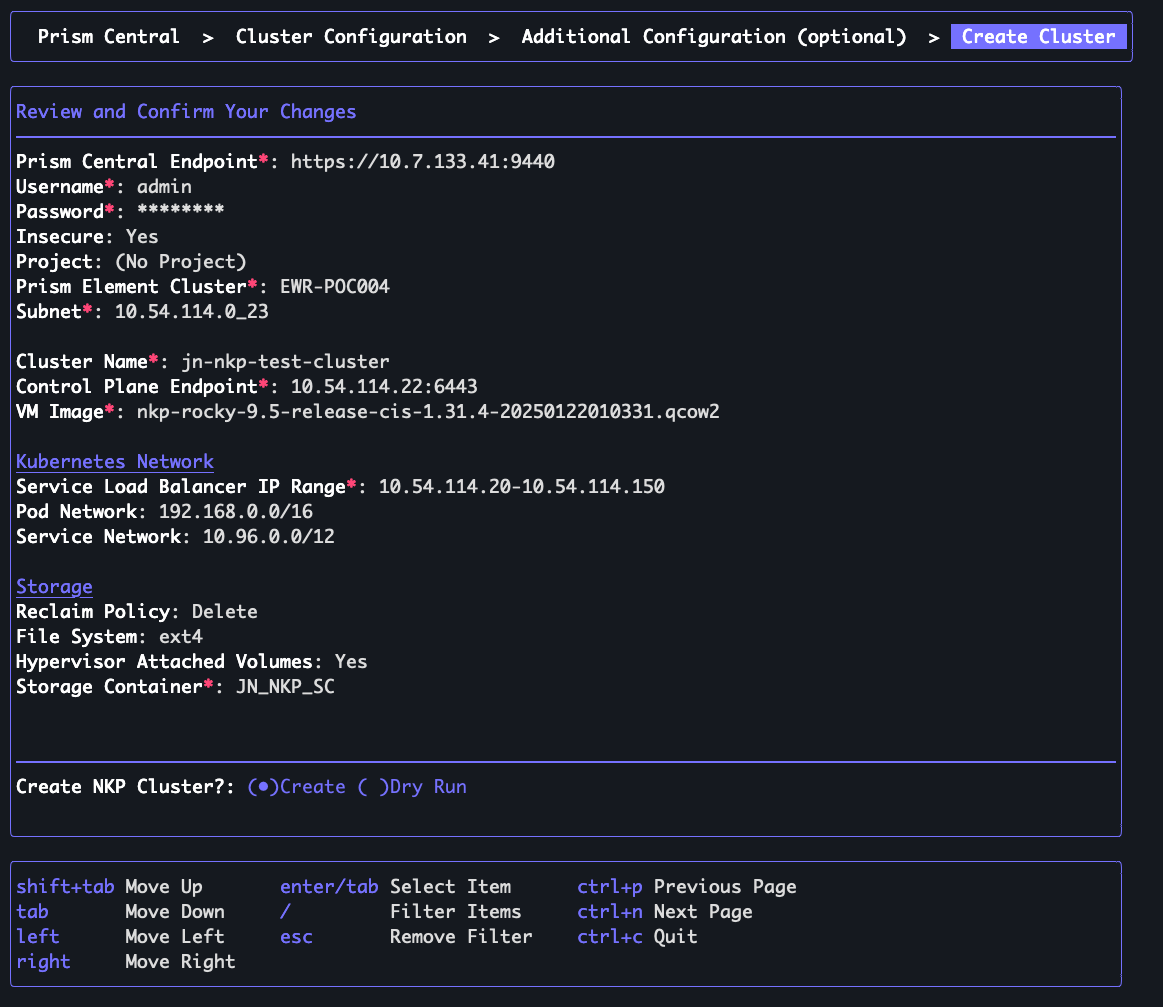 Prism Central > Cluster Configuration > Additional Configuration (optional) > Create Cluster
Review and Confirm Your Changes
Prism Central Endpoint*: https://10.7.133.41:9440
Username*: admin
Password*: ********
Insecure: Yes
Project: (No Project)
Prism Element Cluster*: EWR-POC004
Subnet*: 10.54.114.0_23
Cluster Name*: jn-nkp-test-cluster
Control Plane Endpoint*: 10.54.114.22:6443
VM Image*: nkp-rocky-9.5-release-cis-1.31.4-20250122010331.qcow2
Kubernetes Network
Service Load Balancer IP Range*: 10.54.114.20-10.54.114.150
Pod Network: 192.168.0.0/16
Service Network: 10.96.0.0/12
Storage
Reclaim Policy: Delete
File System: ext4
Hypervisor Attached Volumes: Yes
Storage Container*: JN_NKP_SC
Create NKP Cluster?: (•)Create ( )Dry Run
shift+tab Move Up enter/tab Select Item ctrl+p Previous Page
tab Move Down / Filter Items ctrl+n Next Page
left Move Left esc Remove Filter ctrl+c Quit
right Move Right